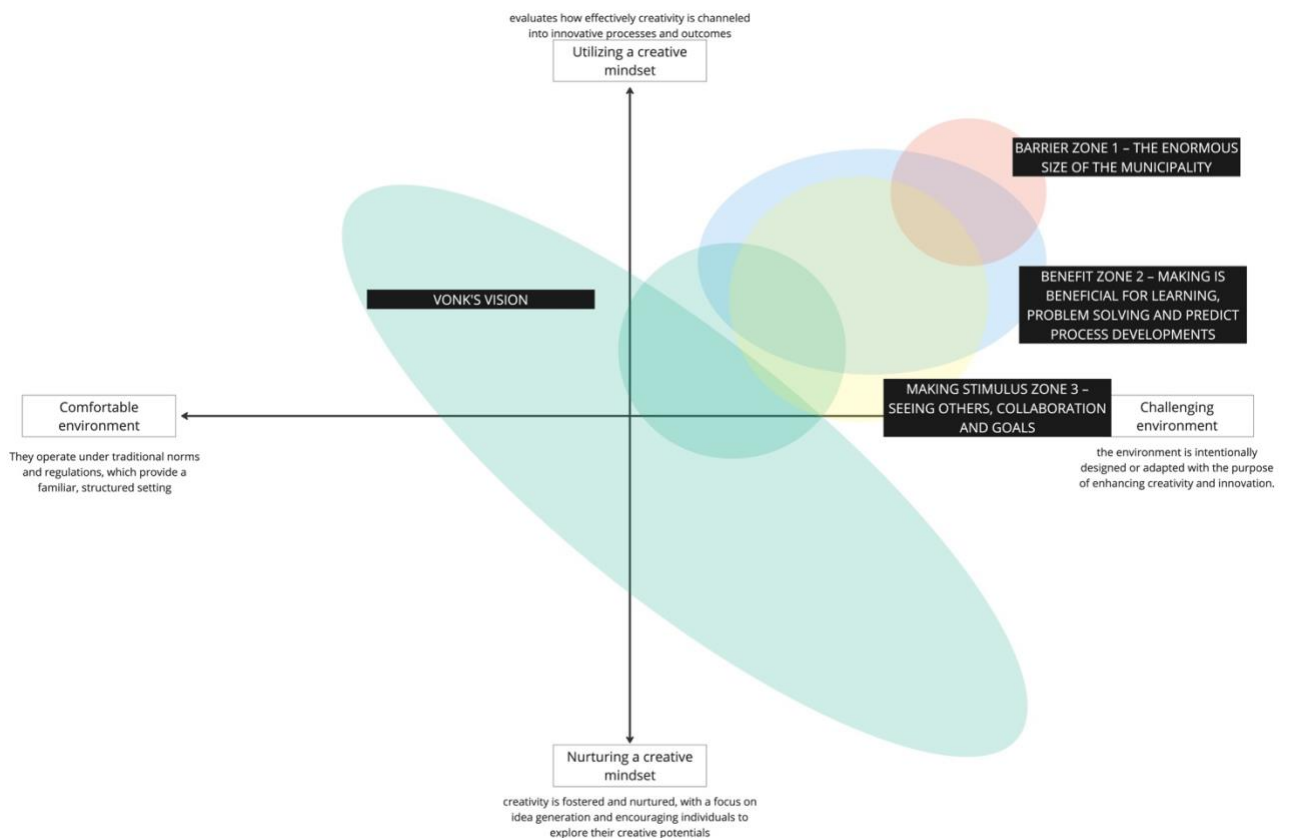 evaluates how effectively creativity is channeled
into innovative processes and outcomes
Utilizing a creative
mindset
BARRIER ZONE 1 – THE ENORMOUS
SIZE OF THE MUNICIPALITY
VONK'S VISION
BENEFIT ZONE 2 – MAKING IS
BENEFICIAL FOR LEARNING,
PROBLEM SOLVING AND PREDICT
PROCESS DEVELOPMENTS
Comfortable
environment
They operate under traditional norms
and regulations, which provide a
familiar, structured setting
MAKING STIMULUS ZONE 3 –
SEEING OTHERS, COLLABORATION
AND GOALS
Challenging
environment
the environment is intentionally
designed or adapted with the purpose
of enhancing creativity and innovation.
Nurturing a creative
mindset
creativity is fostered and nurtured, with a focus on
idea generation and encouraging individuals to
explore their creative potentials